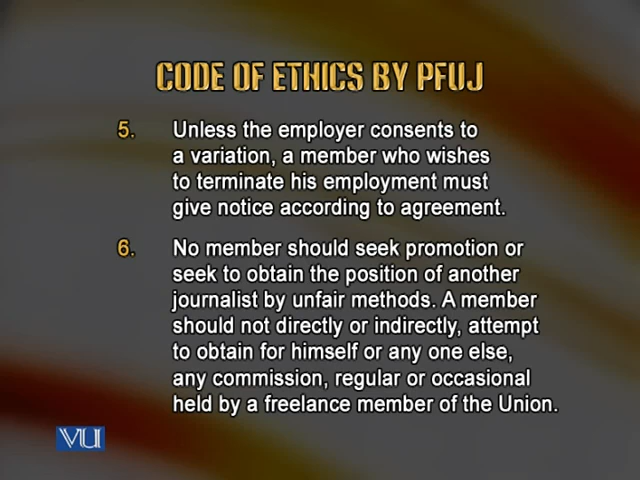 CODE OF ETHICS BY PFUJ
5. Unless the employer consents to
a variation, a member who wishes
to terminate his employment must
give notice according to agreement.
6. No member should seek promotion or
seek to obtain the position of another
journalist by unfair methods. A member
should not directly or indirectly, attempt
to obtain for himself or any one else,
any commission, regular or occasional
held by a freelance member of the Union.
VU